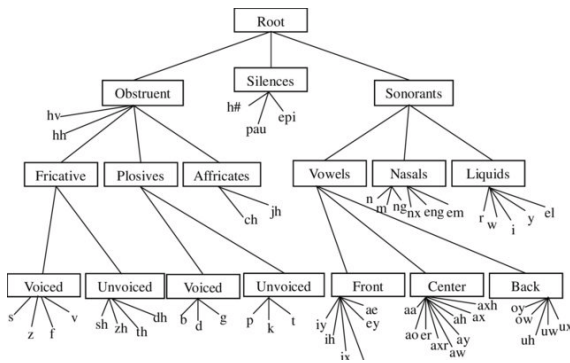 Root
Obstruent
Silences
Sonorants
hv
hh
h#
pau
epi
Fricative
Plosives
Affricates
Vowels
Nasals
Liquids
ch
jh
n
m
ng
nx
eng
em
r
w
i
y
el
Voiced
Unvoiced
Voiced
Unvoiced
Front
Center
Back
s
z
f
v
sh
zh
th
dh
b
d
g
p
k
t
iy
ih
ix
ey
ae
aa
ao
er
axr
aw
ay
ah
ax
axh
oy
ow
uh
uw
ux